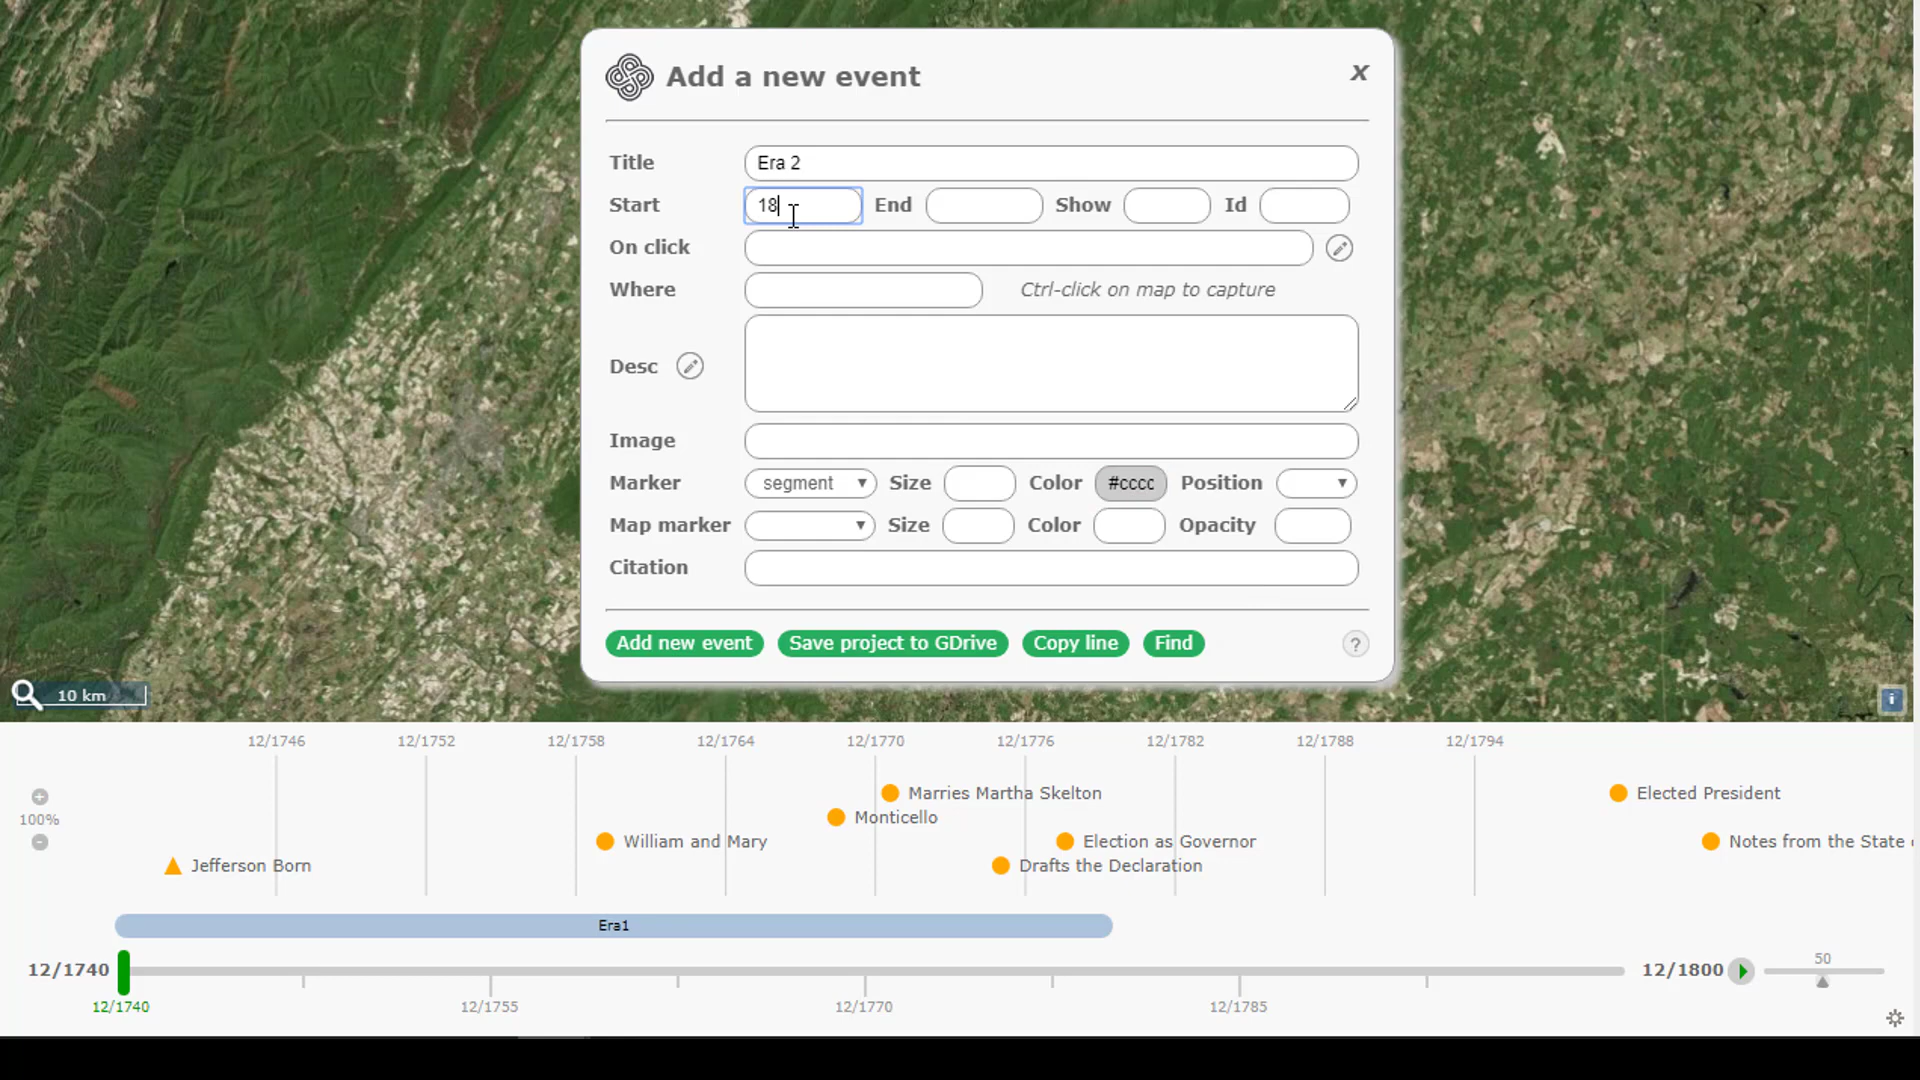 Add a new event
x
Title Era 2
Start 18 End Show Id
On click
Where Ctrl-click on map to capture
Desc
Image
Marker segment Size Color #cccc Position
Map marker Size Color Opacity
Citation
Add new event Save project to GDrive Copy line Find ?
10 km i
12/1746 12/1752 12/1758 12/1764 12/1770 12/1776 12/1782 12/1788 12/1794
Marries Martha Skelton Elected President
100% Monticello
William and Mary Election as Governor Notes from the State
Jefferson Born Drafts the Declaration
Era1
12/1740 12/1800 50
12/1740 12/1755 12/1770 12/1785